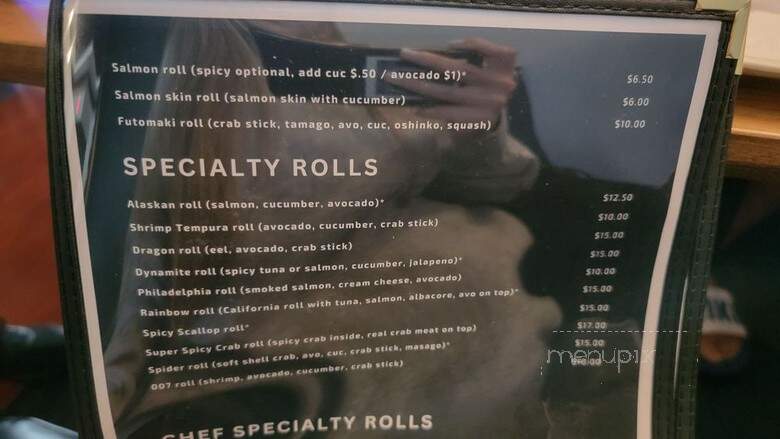 Salmon roll (spicy optional, add cuc $.50 / avocado $1)* $6.50
Salmon skin roll (salmon skin with cucumber) $6.00
Futomaki roll (crab stick, tamago, avo, cuc, oshinko, squash) $10.00
SPECIALTY ROLLS
Alaskan roll (salmon, cucumber, avocado)* $12.50
Shrimp Tempura roll (avocado, cucumber, crab stick) $10.00
Dragon roll (eel, avocado, crab stick) $15.00
Dynamite roll (spicy tuna or salmon, cucumber, jalapeno)* $15.00
Philadelphia roll (smoked salmon, cream cheese, avocado) $10.00
Rainbow roll (California roll with tuna, salmon, albacore, avo on top)* $15.00
Spicy Scallop roll* $15.00
Super Spicy Crab roll (spicy crab inside, real crab meat on top) $17.00
Spider roll (soft shell crab, avo, cuc, crab stick, masago)* $15.00
007 roll (shrimp, avocado, cucumber, crab stick)
CHEF SPECIALTY ROLLS
menupix